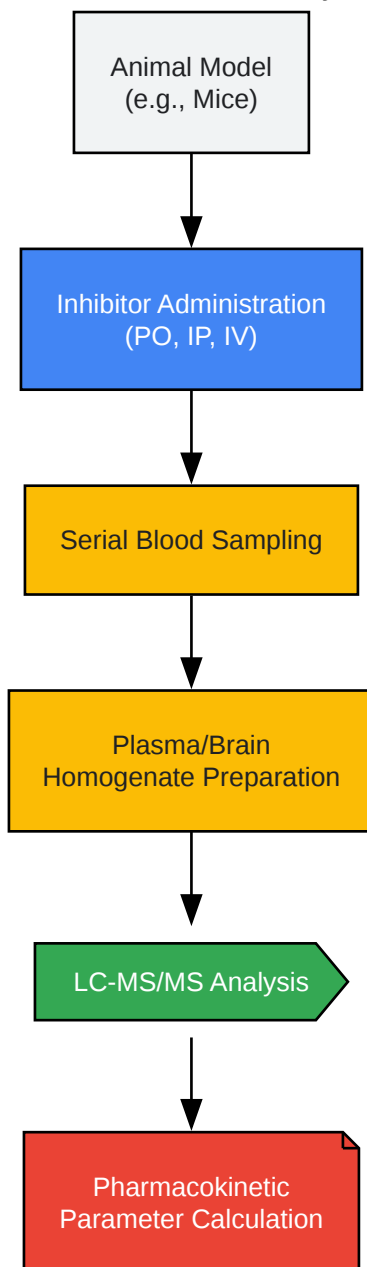 Animal Model
(e.g., Mice)
Inhibitor Administration
(PO, IP, IV)
Serial Blood Sampling
Plasma/Brain
Homogenate Preparation
LC-MS/MS Analysis
Pharmacokinetic
Parameter Calculation